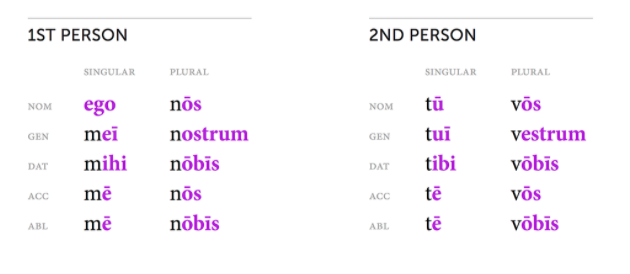 1ST PERSON
SINGULAR PLURAL
NOM ego nōs
GEN meī nostrum
DAT mihi nōbīs
ACC mē nōs
ABL mē nōbīs
2ND PERSON
SINGULAR PLURAL
NOM tū vōs
GEN tuī vestrum
DAT tibi vōbīs
ACC tē vōs
ABL tē vōbīs